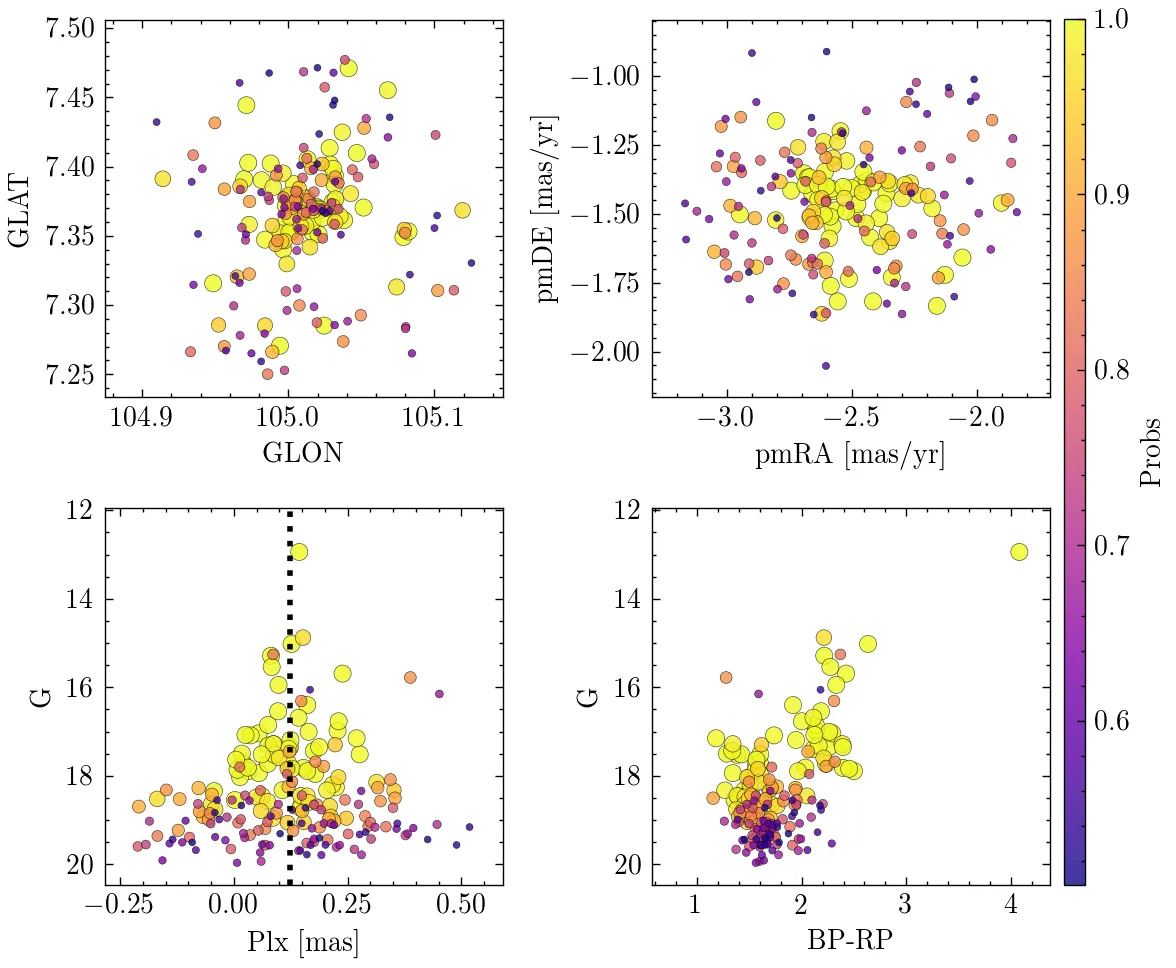 7.50
7.45
7.40
7.35
7.30
7.25
GLAT
104.9 105.0 105.1
GLON
−1.00
−1.25
−1.50
−1.75
−2.00
pmDE [mas/yr]
−3.0 −2.5 −2.0
pmRA [mas/yr]
12
14
16
18
20
G
−0.25 0.00 0.25 0.50
Plx [mas]
12
14
16
18
20
G
1 2 3 4
BP-RP
1.0
0.9
0.8
0.7
0.6
Probs